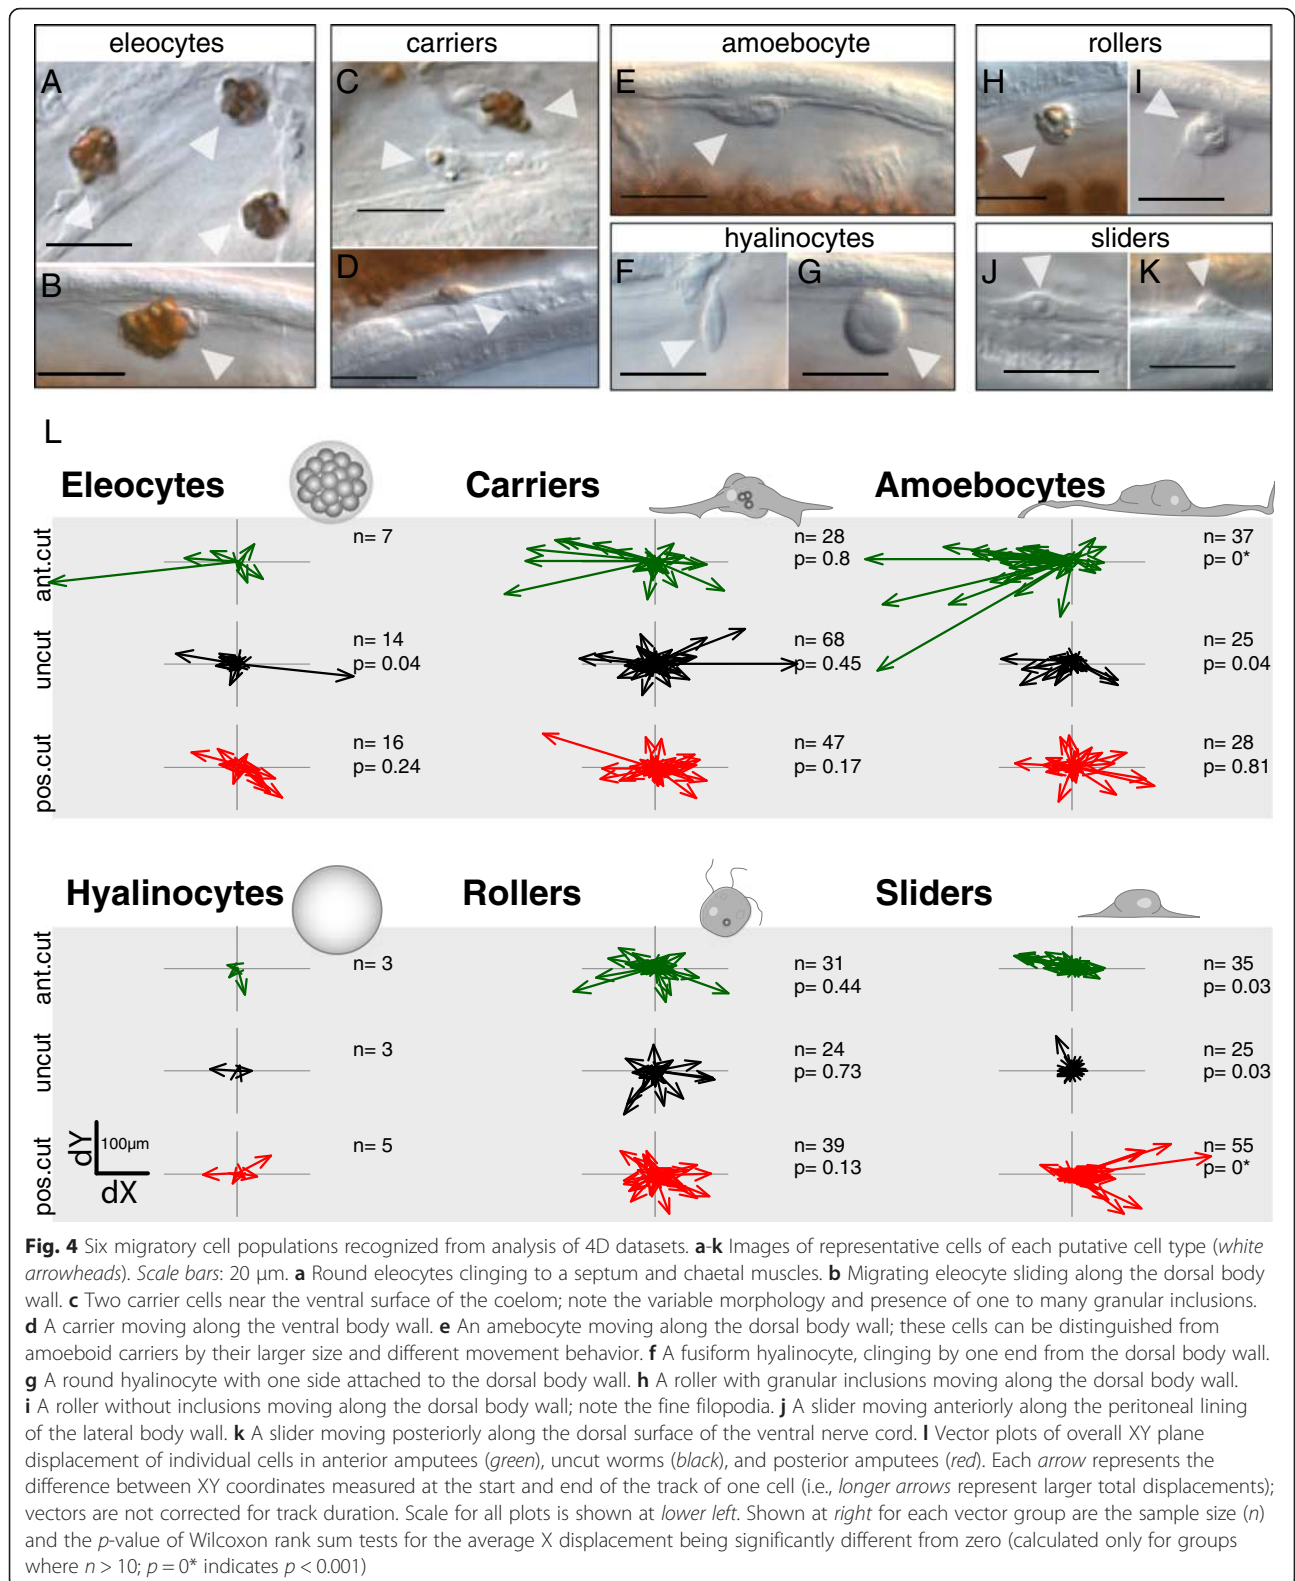 eleocytes
carriers
amoebocyte
rollers
A
C
E
H
I
B
D
hyalinocytes
sliders
F
G
J
K
L
Eleocytes
Carriers
Amoebocytes
ant.cut
n= 7
n= 28
p= 0.8
n= 37
p= 0*
uncut
n= 14
p= 0.04
n= 68
p= 0.45
n= 25
p= 0.04
pos.cut
n= 16
p= 0.24
n= 47
p= 0.17
n= 28
p= 0.81
Hyalinocytes
Rollers
Sliders
ant.cut
n= 3
n= 31
p= 0.44
n= 35
p= 0.03
uncut
n= 3
n= 24
p= 0.73
n= 25
p= 0.03
pos.cut
dY
100µm
dX
n= 5
n= 39
p= 0.13
n= 55
p= 0*
Fig. 4 Six migratory cell populations recognized from analysis of 4D datasets. a-k Images of representative cells of each putative cell type (white
arrowheads). Scale bars: 20 µm. a Round eleocytes clinging to a septum and chaetal muscles. b Migrating eleocyte sliding along the dorsal body
wall. c Two carrier cells near the ventral surface of the coelom; note the variable morphology and presence of one to many granular inclusions.
d A carrier moving along the ventral body wall. e An amebocyte moving along the dorsal body wall; these cells can be distinguished from
amoeboid carriers by their larger size and different movement behavior. f A fusiform hyalinocyte, clinging by one end from the dorsal body wall.
g A round hyalinocyte with one side attached to the dorsal body wall. h A roller with granular inclusions moving along the dorsal body wall.
i A roller without inclusions moving along the dorsal body wall; note the fine filopodia. j A slider moving anteriorly along the peritoneal lining
of the lateral body wall. k A slider moving posteriorly along the dorsal surface of the ventral nerve cord. l Vector plots of overall XY plane
displacement of individual cells in anterior amputees (green), uncut worms (black), and posterior amputees (red). Each arrow represents the
difference between XY coordinates measured at the start and end of the track of one cell (i.e., longer arrows represent larger total displacements);
vectors are not corrected for track duration. Scale for all plots is shown at lower left. Shown at right for each vector group are the sample size (n)
and the p-value of Wilcoxon rank sum tests for the average X displacement being significantly different from zero (calculated only for groups
where n > 10; p = 0* indicates p < 0.001)